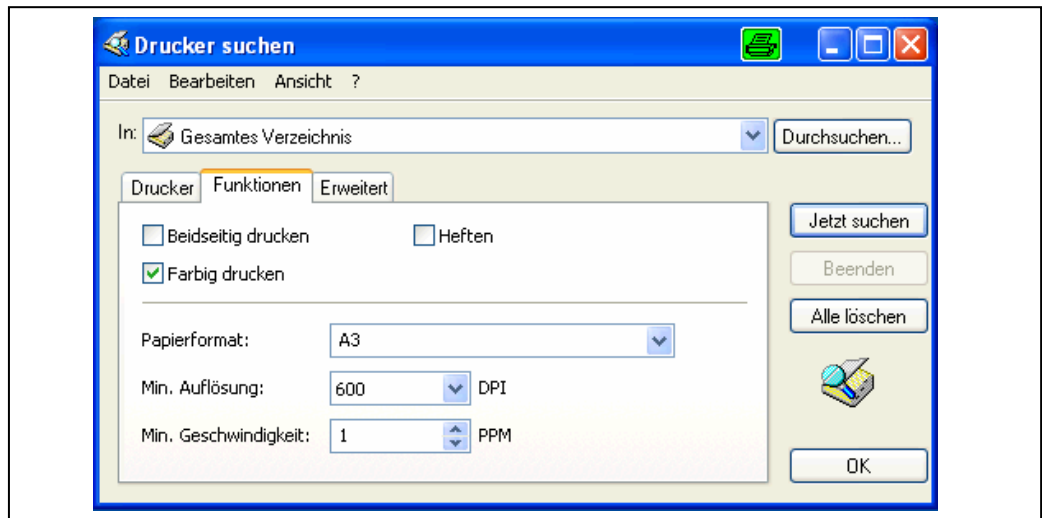 Drucker suchen
Datei Bearbeiten Ansicht ?
In: Gesamtes Verzeichnis Durchsuchen...
Drucker Funktionen Erweitert
Jetzt suchen
Beidseitig drucken Heften
Farbig drucken
Beenden
Alle löschen
Papierformat: A3
Min. Auflösung: 600 DPI
Min. Geschwindigkeit: 1 PPM
OK